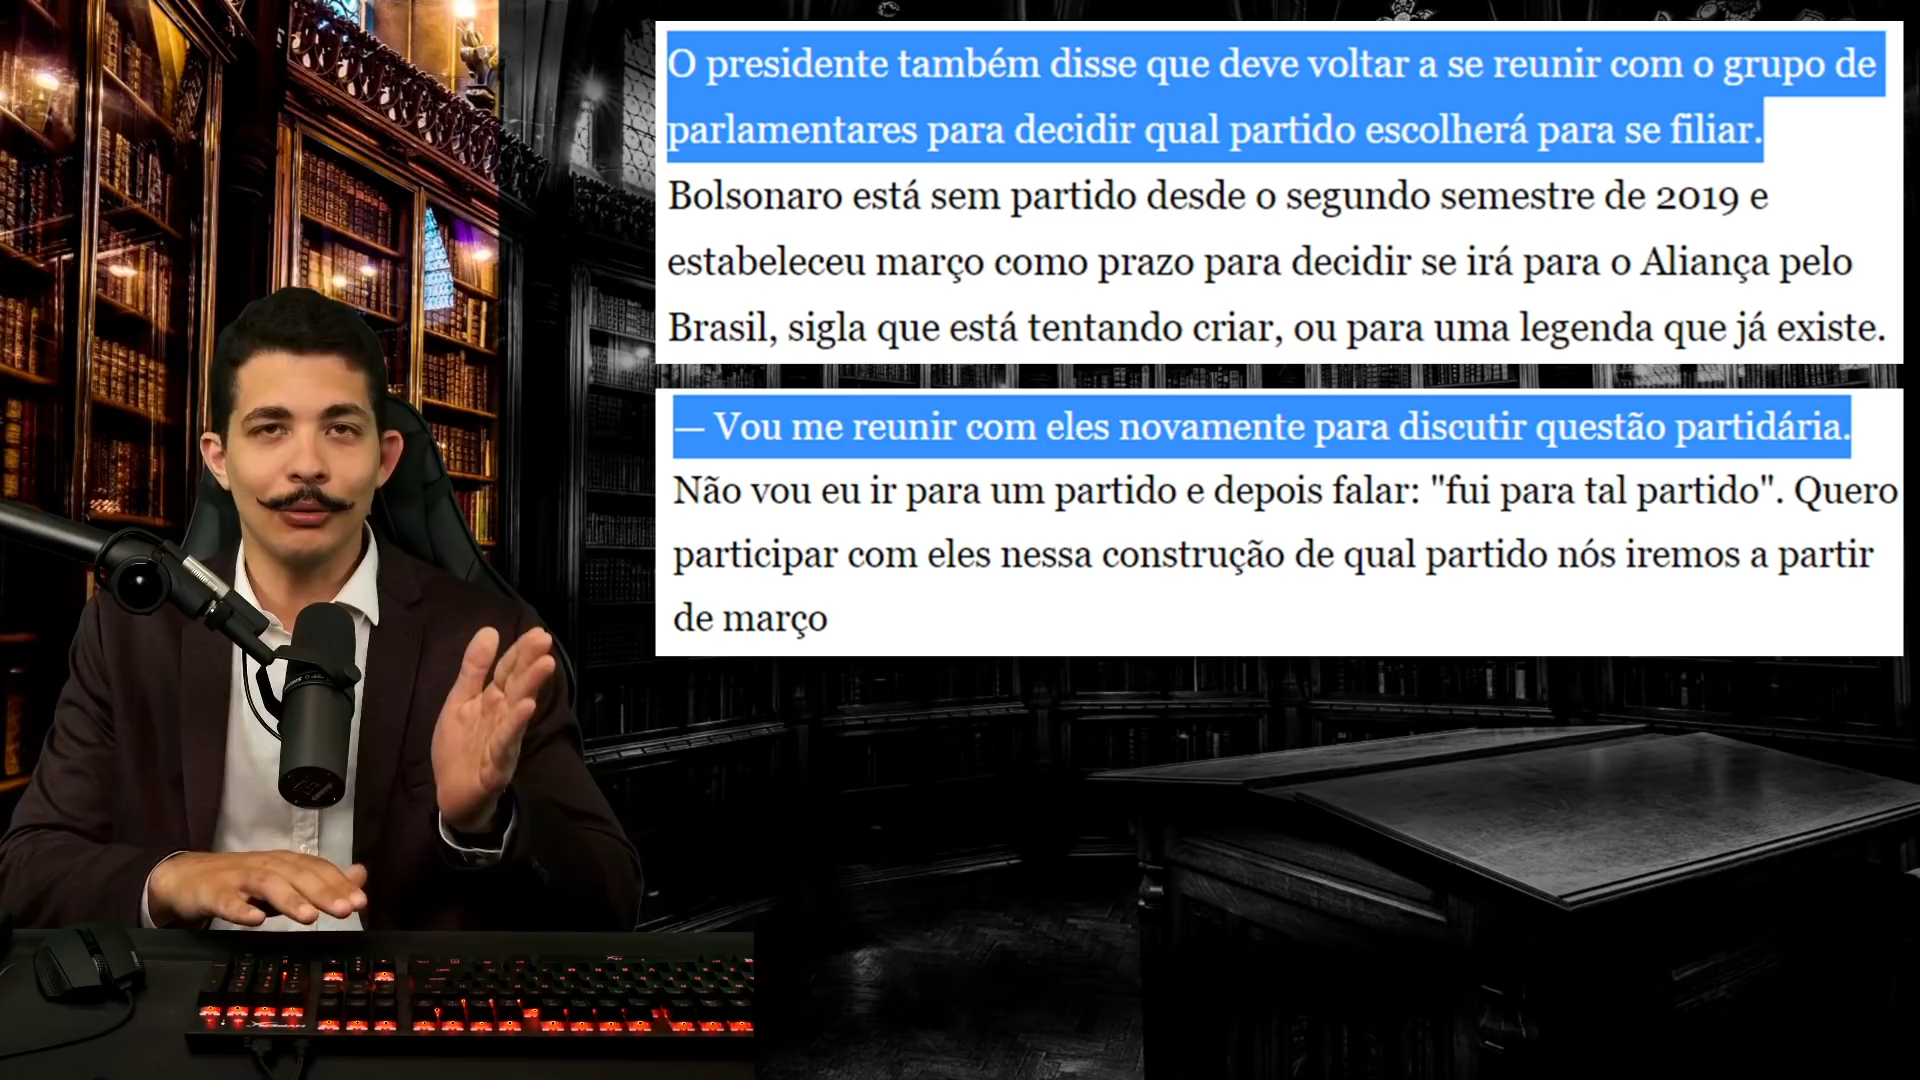 O presidente também disse que deve voltar a se reunir com o grupo de
parlamentares para decidir qual partido escolherá para se filiar.
Bolsonaro está sem partido desde o segundo semestre de 2019 e
estabeleceu março como prazo para decidir se irá para o Aliança pelo
Brasil, sigla que está tentando criar, ou para uma legenda que já existe.
— Vou me reunir com eles novamente para discutir questão partidária.
Não vou eu ir para um partido e depois falar: "fui para tal partido". Quero
participar com eles nessa construção de qual partido nós iremos a partir
de março